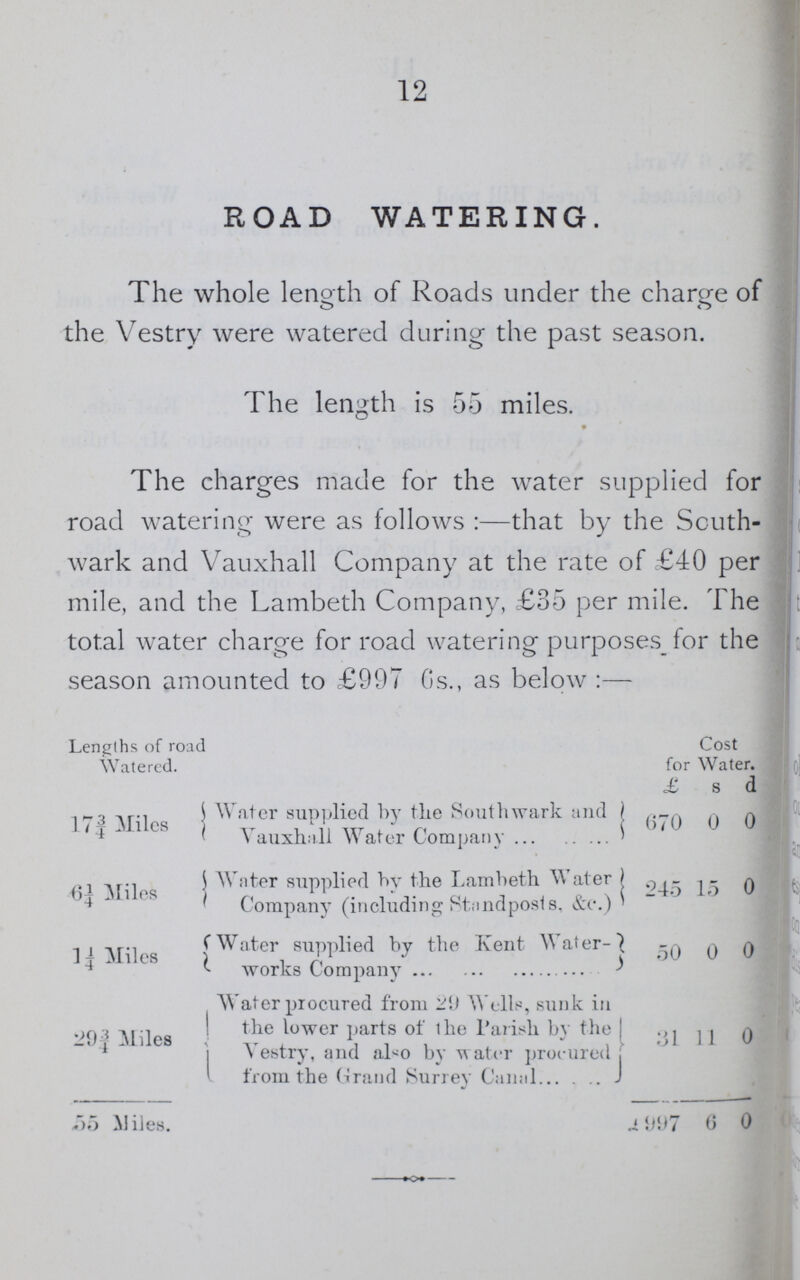 12
ROAD WATERING.
The whole length of Roads under the charge of
the Vestry were watered during the past season.
The length is 55 miles.
The charges made for the water supplied for
road watering were as follows :—that by the South-
wark and Vauxhall Company at the rate of £40 per
mile, and the Lambeth Company, £35 per mile. The
total water charge for road watering purposes for the
season amounted to £997 6s., as below :—
Lengths of road Cost
Watered. for Water.
£ s d
17¾ Miles { Water supplied by the Southwark and } 670 0 0
Vauxhall Water Company ... .. ...
6¼ Miles { Water supplied by the Lambeth Water } 245 15 0
Company (including Standposts, &c.)
1¼ Miles { Water supplied by the Kent Water- } 50 0 0
works Company ... ... ...
Water procured from 29 Wells, sunk in
29¾ Miles { the lower parts of the Parish by the } 31 11 0
Vestry, and also by water procured
from the Grand Surrey Canal... . ..
55 Miles. £997 6 0